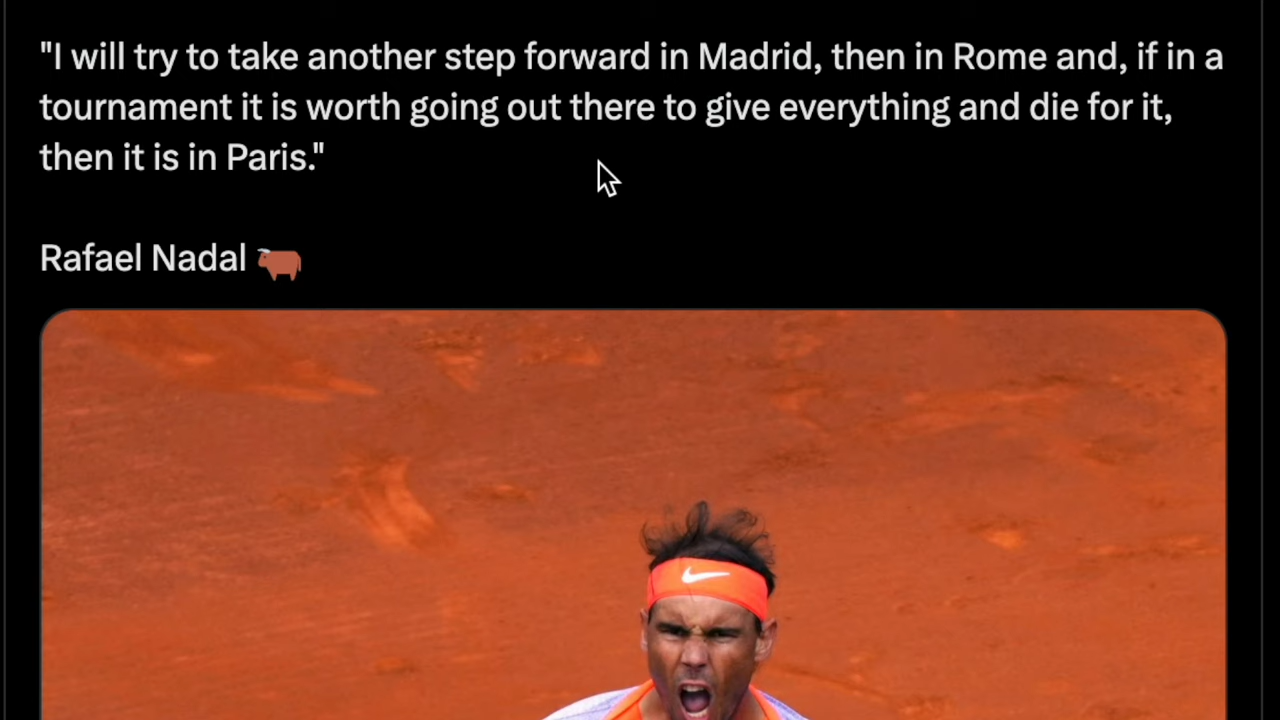 "I will try to take another step forward in Madrid, then in Rome and, if in a
tournament it is worth going out there to give everything and die for it,
then it is in Paris."
Rafael Nadal 🐂